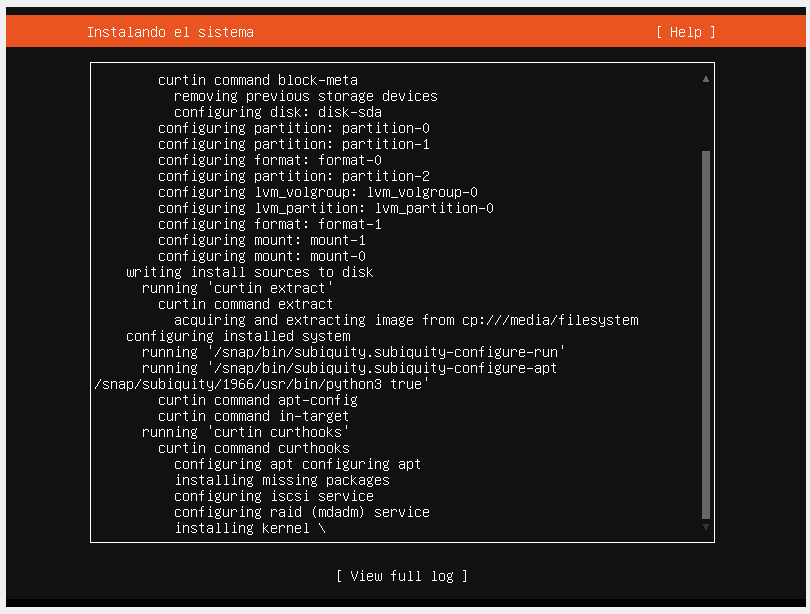 Instalando el sistema [ Help ]
curtin command block-meta
removing previous storage devices
configuring disk: disk-sda
configuring partition: partition-0
configuring partition: partition-1
configuring format: format-0
configuring partition: partition-2
configuring lvm_volgroup: lvm_volgroup-0
configuring lvm_partition: lvm_partition-0
configuring format: format-1
configuring mount: mount-1
configuring mount: mount-0
writing install sources to disk
running 'curtin extract'
curtin command extract
acquiring and extracting image from cp:///media/filesystem
configuring installed system
running '/snap/bin/subiquity.subiquity-configure-run'
running '/snap/bin/subiquity.subiquity-configure-apt
/snap/subiquity/1966/usr/bin/python3 true'
curtin command apt-config
curtin command in-target
running 'curtin curthooks'
curtin command curthooks
configuring apt configuring apt
installing missing packages
configuring iscsi service
configuring raid (mdadm) service
installing kernel \
[ View full log ]